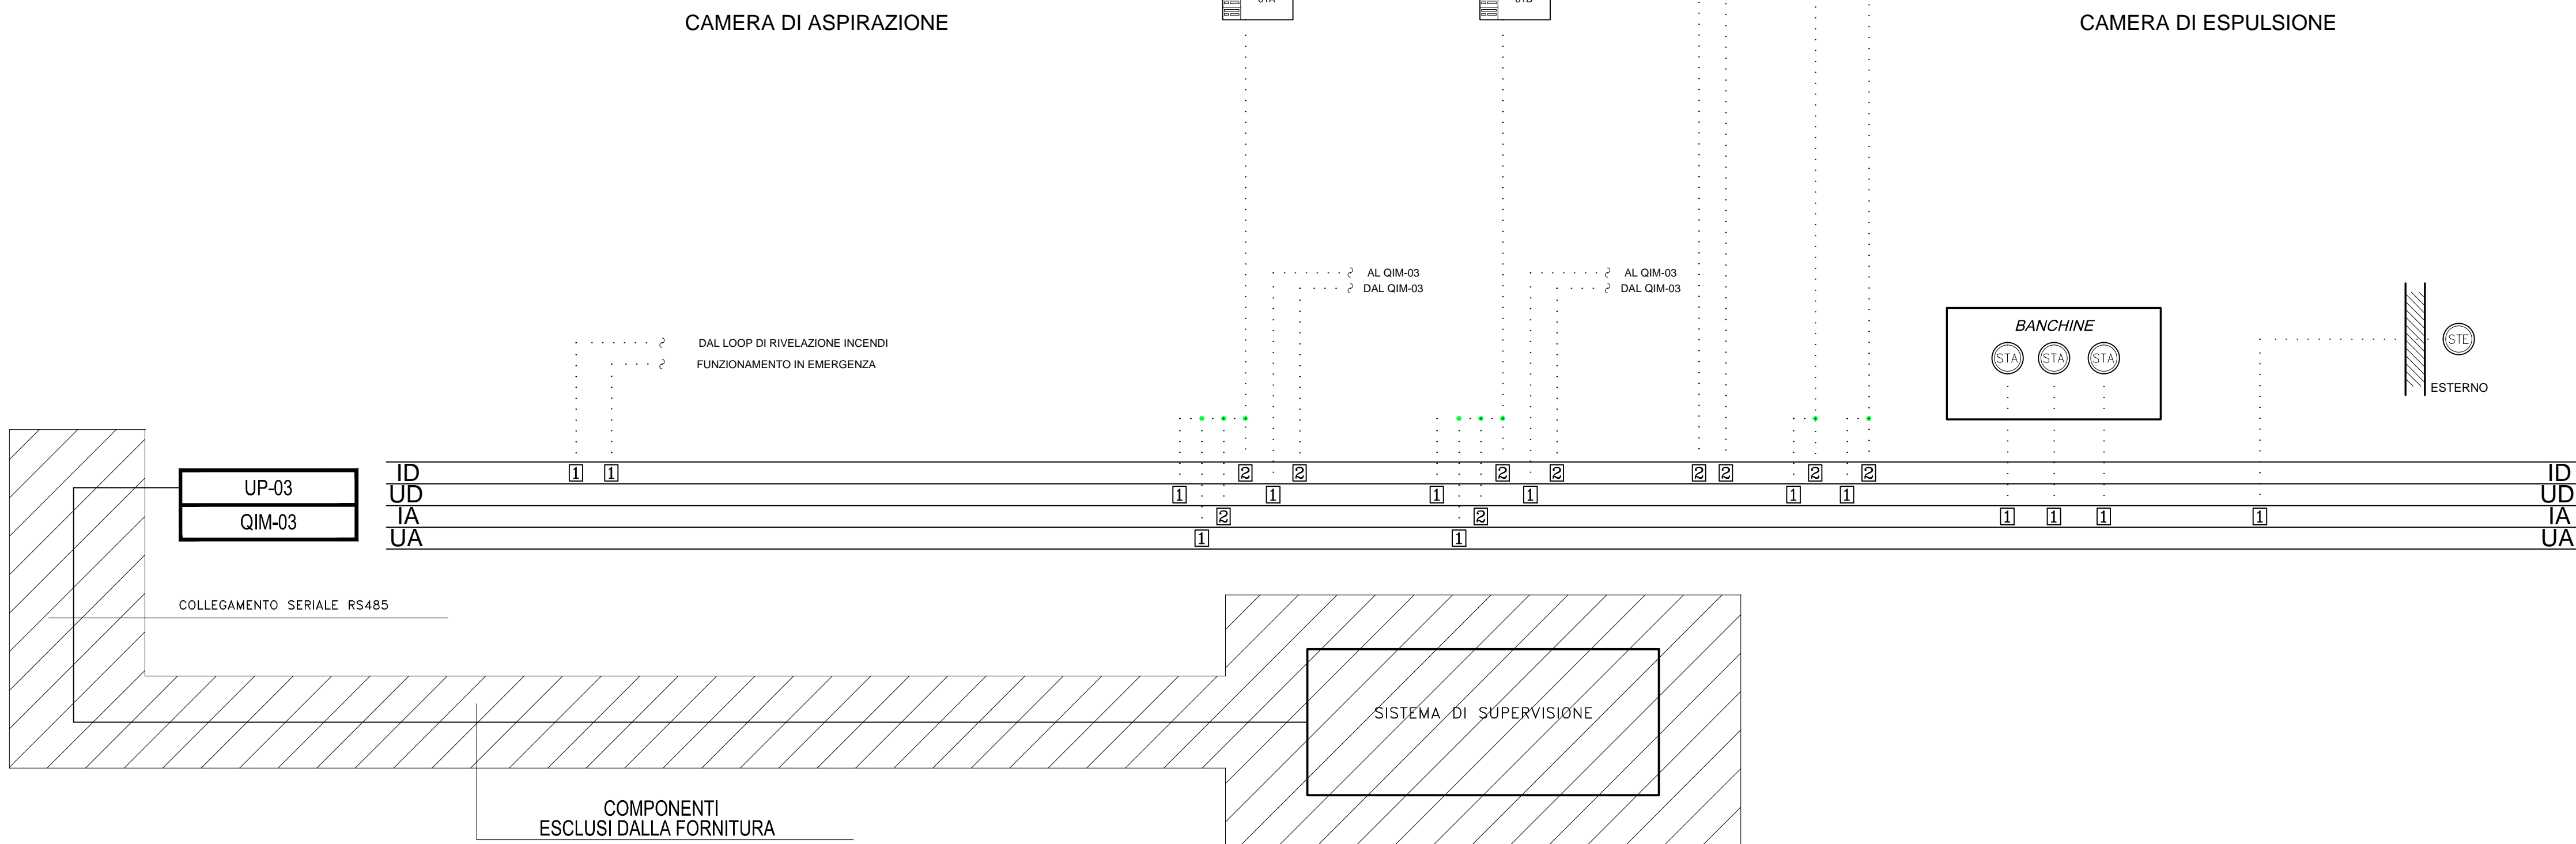 CAMERA DI ASPIRAZIONE
CAMERA DI ESPULSIONE
AL QIM-03
DAL QIM-03
AL QIM-03
DAL QIM-03
DAL LOOP DI RIVELAZIONE INCENDI
FUNZIONAMENTO IN EMERGENZA
BANCHINE
STA STA STA
STE
ESTERNO
UP-03
QIM-03
ID 1 1 2 2 2 2 2 2 2 2 ID
UD 1 1 1 1 1 1 UD
IA 2 2 1 1 1 1 IA
UA 1 1 UA
COLLEGAMENTO SERIALE RS485
SISTEMA DI SUPERVISIONE
COMPONENTI
ESCLUSI DALLA FORNITURA